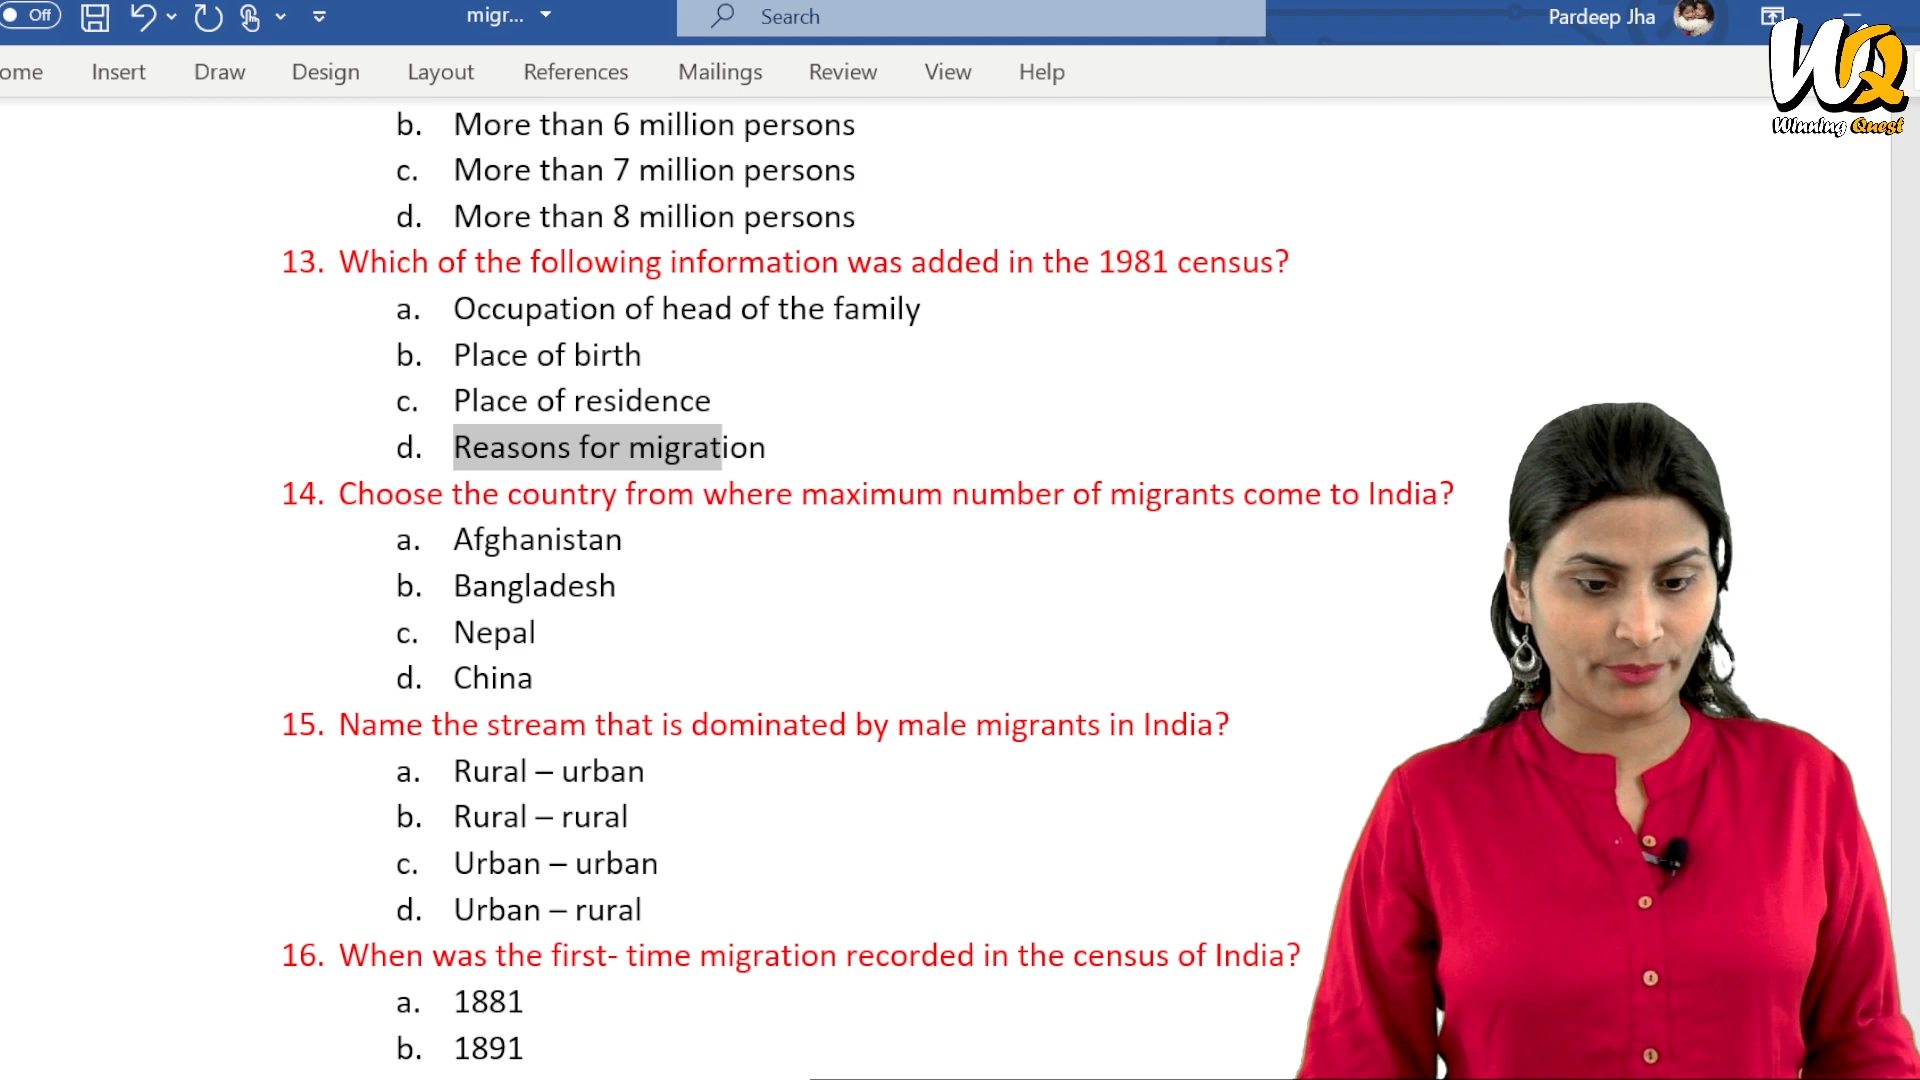 Off
migr...
Search
Pardeep Jha
ome Insert Draw Design Layout References Mailings Review View Help
WQ
Winning Quest
b. More than 6 million persons
c. More than 7 million persons
d. More than 8 million persons
13. Which of the following information was added in the 1981 census?
a. Occupation of head of the family
b. Place of birth
c. Place of residence
d. Reasons for migration
14. Choose the country from where maximum number of migrants come to India?
a. Afghanistan
b. Bangladesh
c. Nepal
d. China
15. Name the stream that is dominated by male migrants in India?
a. Rural – urban
b. Rural – rural
c. Urban – urban
d. Urban – rural
16. When was the first- time migration recorded in the census of India?
a. 1881
b. 1891